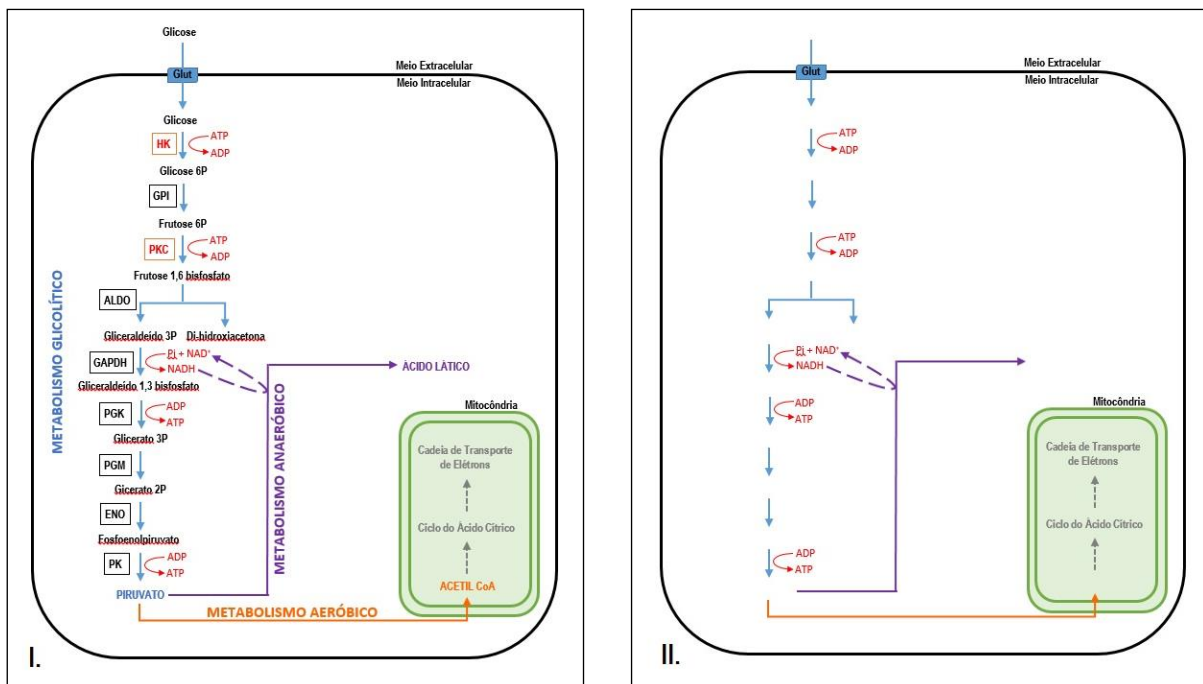 Glicose
Meio Extracelular
Glut
Meio Intracelular
Glicose
HK
ATP
ADP
Glicose 6P
GPI
Frutose 6P
PKC
ATP
ADP
Frutose 1,6 bisfosfato
ALDO
Gliceraldeído 3P
Di-hidroxiacetona
GAPDH
Pi + NAD⁺
NADH
Gliceraldeído 1,3 bisfosfato
PGK
ADP
ATP
Glicerato 3P
PGM
Gicerato 2P
ENO
Fosfoenolpiruvato
PK
ADP
ATP
PIRUVATO
METABOLISMO GLICOLÍTICO
METABOLISMO ANAERÓBICO
ÀCIDO LÀTICO
Mitocôndria
Cadeia de Transporte
de Elétrons
Ciclo do Àcido Cítrico
ACETIL CoA
METABOLISMO AERÓBICO
I.
Meio Extracelular
Glut
Meio Intracelular
ATP
ADP
ATP
ADP
Pi + NAD⁺
NADH
ADP
ATP
Mitocôndria
Cadeia de Transporte
de Elétrons
Ciclo do Àcido Cítrico
ADP
ATP
II.